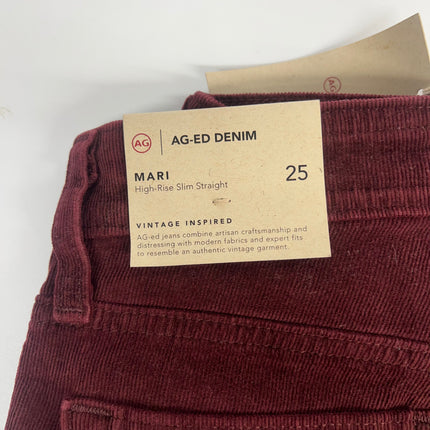 AG AG-ED DENIM
MARI
High-Rise Slim Straight
25
VINTAGE INSPIRED
AG-ed jeans combine artisan craftsmanship and
distressing with modern fabrics and expert fits
to resemble an authentic vintage garment.